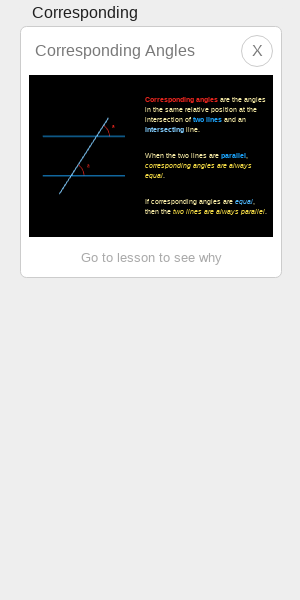 Corresponding
Corresponding Angles
X
Corresponding angles are the angles
in the same relative position at the
intersection of two lines and an
intersecting line.
When the two lines are parallel,
corresponding angles are always
equal.
If corresponding angles are equal,
then the two lines are always parallel.
Go to lesson to see why